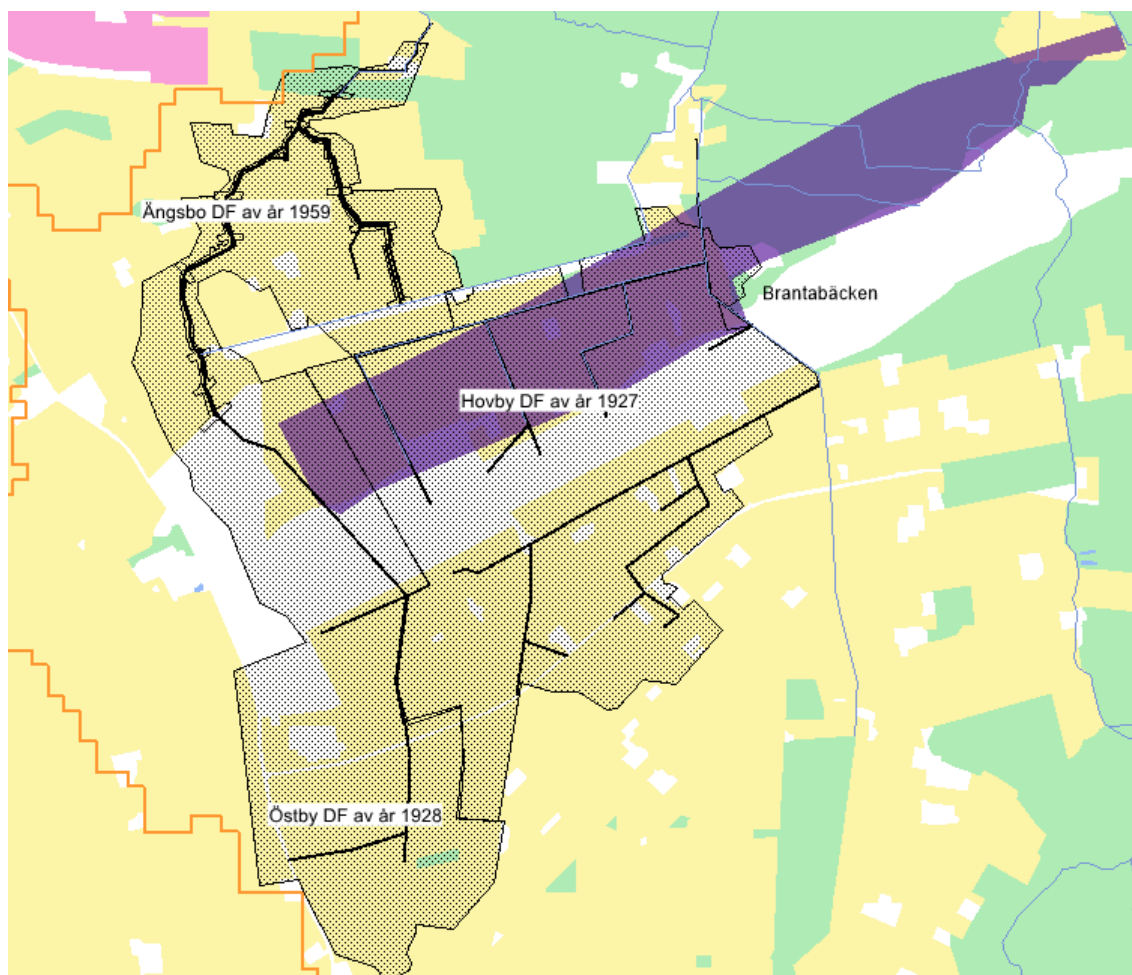 Ängsbo DF av år 1959
Brantabäcken
Hovby DF av år 1927
Östby DF av år 1928